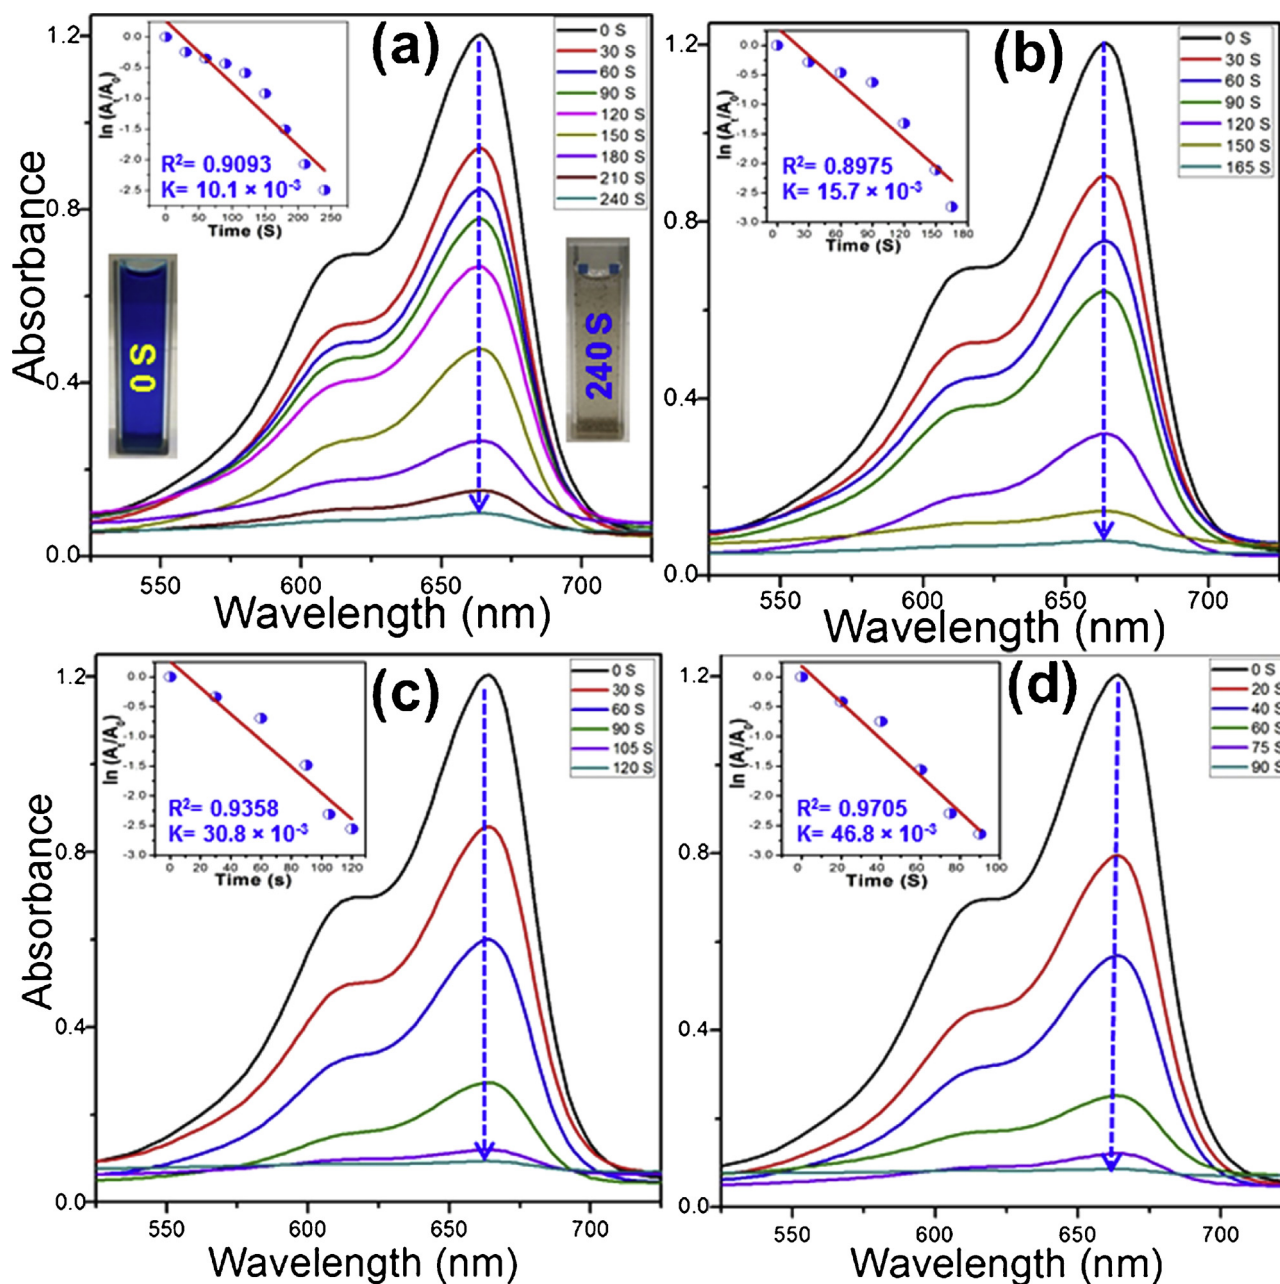 (a)
0 S
30 S
60 S
90 S
120 S
150 S
180 S
210 S
240 S
1.2
0.8
0.4
0.0
Absorbance
550
600
650
700
Wavelength (nm)
0.0
-0.5
-1.0
-1.5
-2.0
-2.5
ln (At/A0)
R2= 0.9093
K= 10.1 × 10-3
0 50 100 150 200 250
Time (S)
0 S
240 S
(b)
0 S
30 S
60 S
90 S
120 S
150 S
165 S
1.2
0.8
0.4
0.0
550
600
650
700
Wavelength (nm)
0.0
-0.5
-1.0
-1.5
-2.0
-2.5
-3.0
ln (At/A0)
R2= 0.8975
K= 15.7 × 10-3
0 30 60 90 120 150 180
Time (S)
(c)
0 S
30 S
60 S
90 S
105 S
120 S
1.2
0.8
0.4
0.0
Absorbance
550
600
650
700
Wavelength (nm)
0.0
-0.5
-1.0
-1.5
-2.0
-2.5
-3.0
ln (At/A0)
R2= 0.9358
K= 30.8 × 10-3
0 20 40 60 80 100 120
Time (s)
(d)
0 S
20 S
40 S
60 S
75 S
90 S
1.2
0.8
0.4
0.0
550
600
650
700
Wavelength (nm)
0.0
-0.5
-1.0
-1.5
-2.0
-2.5
-3.0
ln (At/A0)
R2= 0.9705
K= 46.8 × 10-3
0 20 40 60 80 100
Time (S)